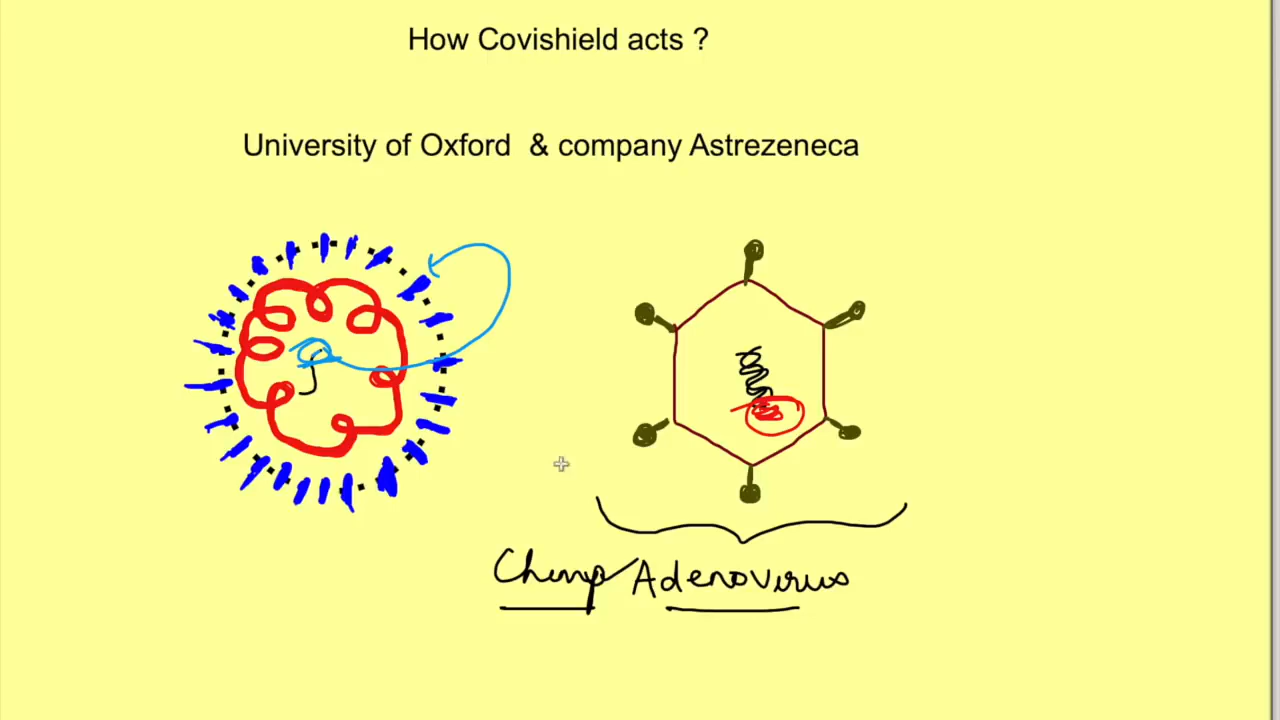 How Covishield acts ?
University of Oxford & company Astrezeneca
Chimp Adenovirus